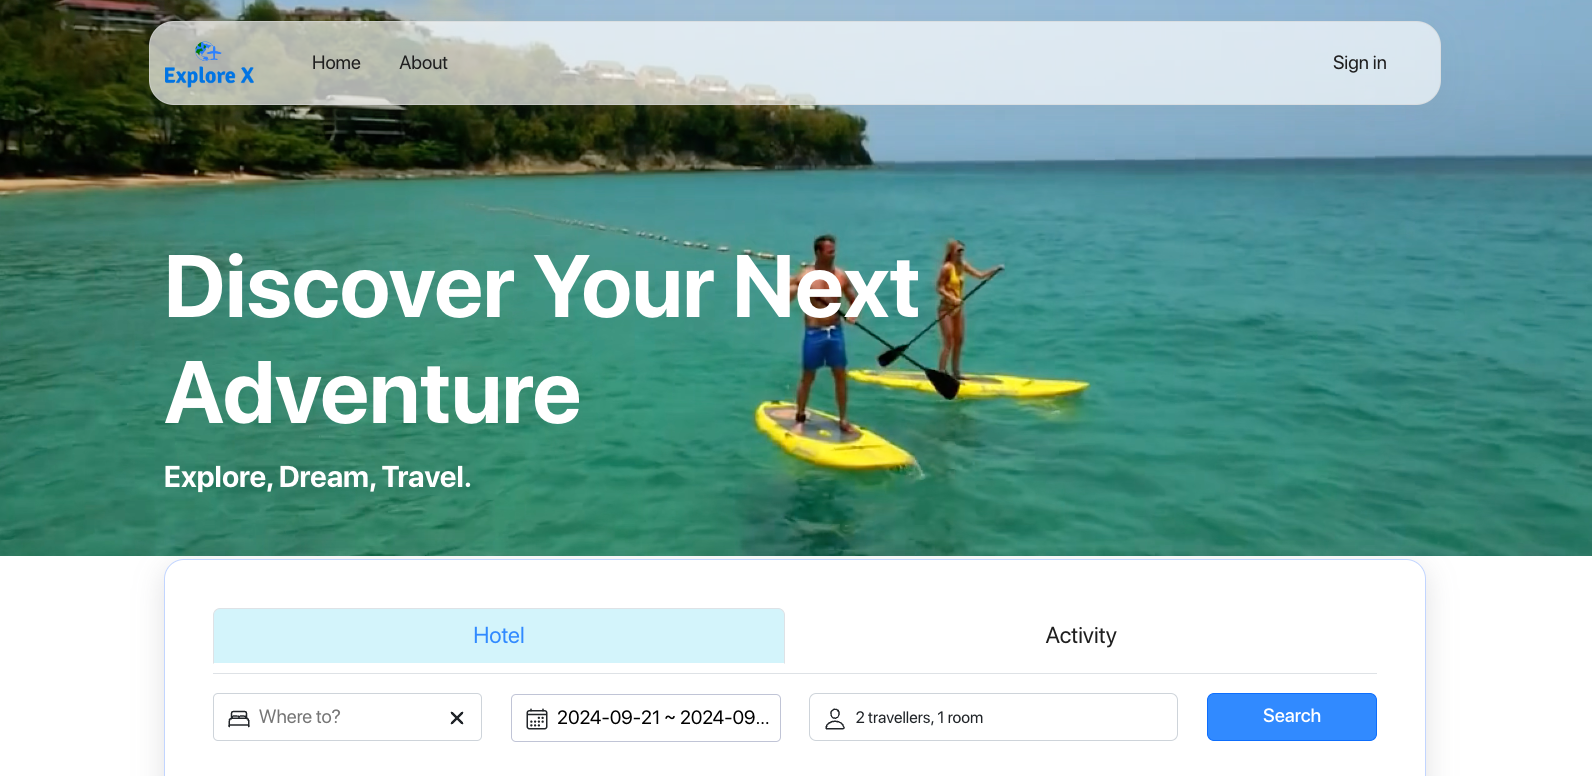 Explore X
Home
About
Sign in
Discover Your Next
Adventure
Explore, Dream, Travel.
Hotel
Activity
Where to?
2024-09-21 ~ 2024-09...
2 travellers, 1 room
Search